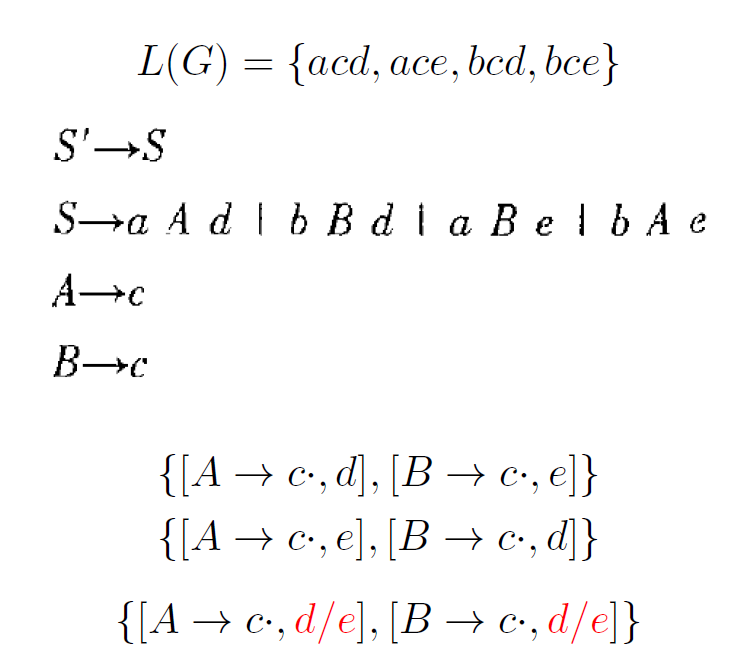 L(G) = {acd, ace, bcd, bce}
S'→S
S→a A d | b B d | a B e | b A e
A→c
B→c
{[A → c·, d], [B → c·, e]}
{[A → c·, e], [B → c·, d]}
{[A → c·, d/e], [B → c·, d/e]}